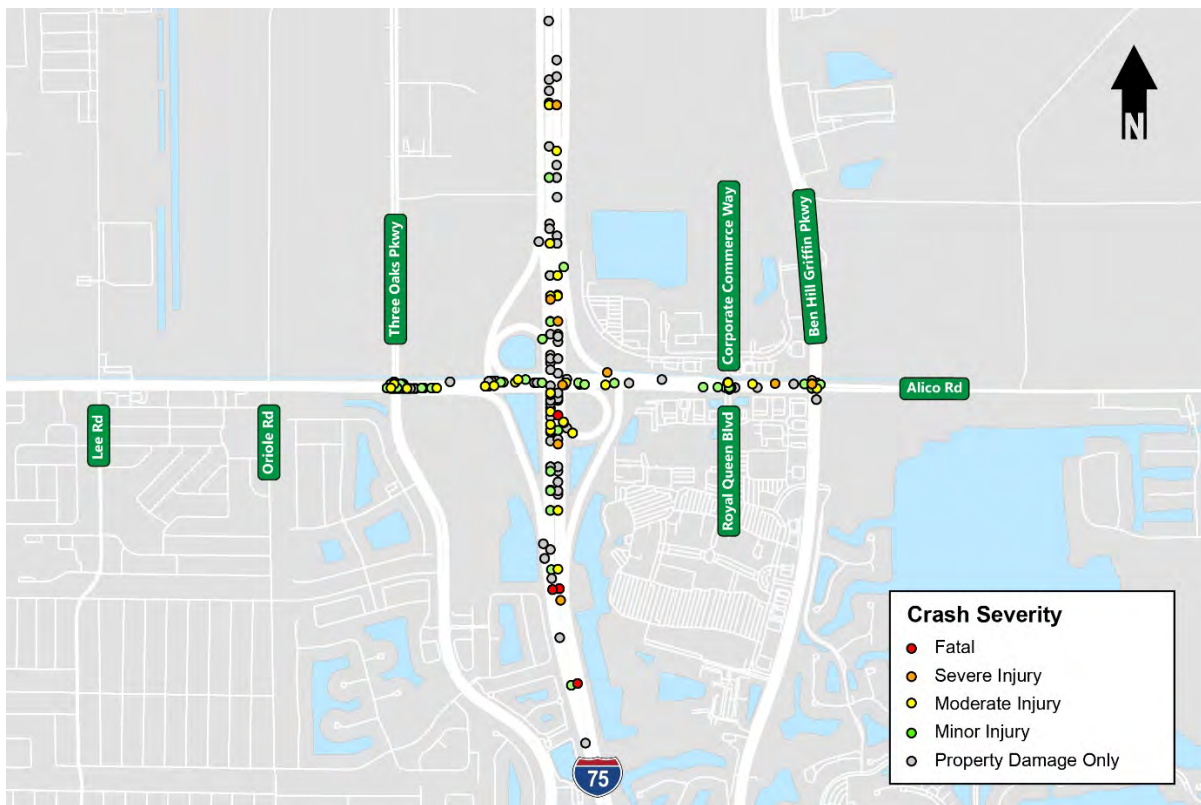 N
Three Oaks Pkwy
Corporate Commerce Way
Ben Hill Griffin Pkwy
Alico Rd
Lee Rd
Oriole Rd
Royal Queen Blvd
75
Crash Severity
Fatal
Severe Injury
Moderate Injury
Minor Injury
Property Damage Only